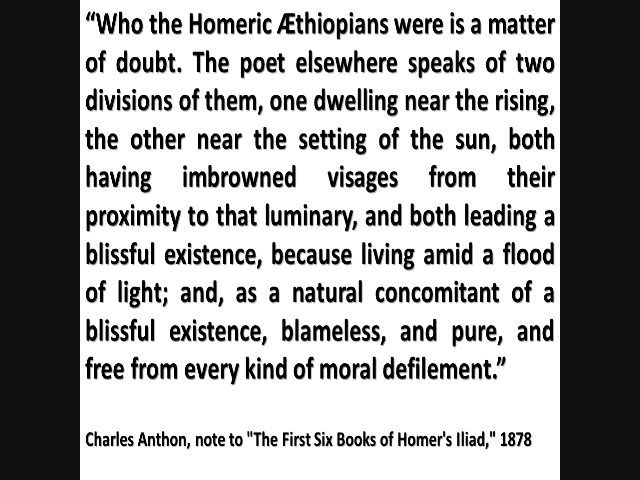 “Who the Homeric Æthiopians were is a matter
of doubt. The poet elsewhere speaks of two
divisions of them, one dwelling near the rising,
the other near the setting of the sun, both
having imbrowned visages from their
proximity to that luminary, and both leading a
blissful existence, because living amid a flood
of light; and, as a natural concomitant of a
blissful existence, blameless, and pure, and
free from every kind of moral defilement.”
Charles Anthon, note to "The First Six Books of Homer's Iliad," 1878